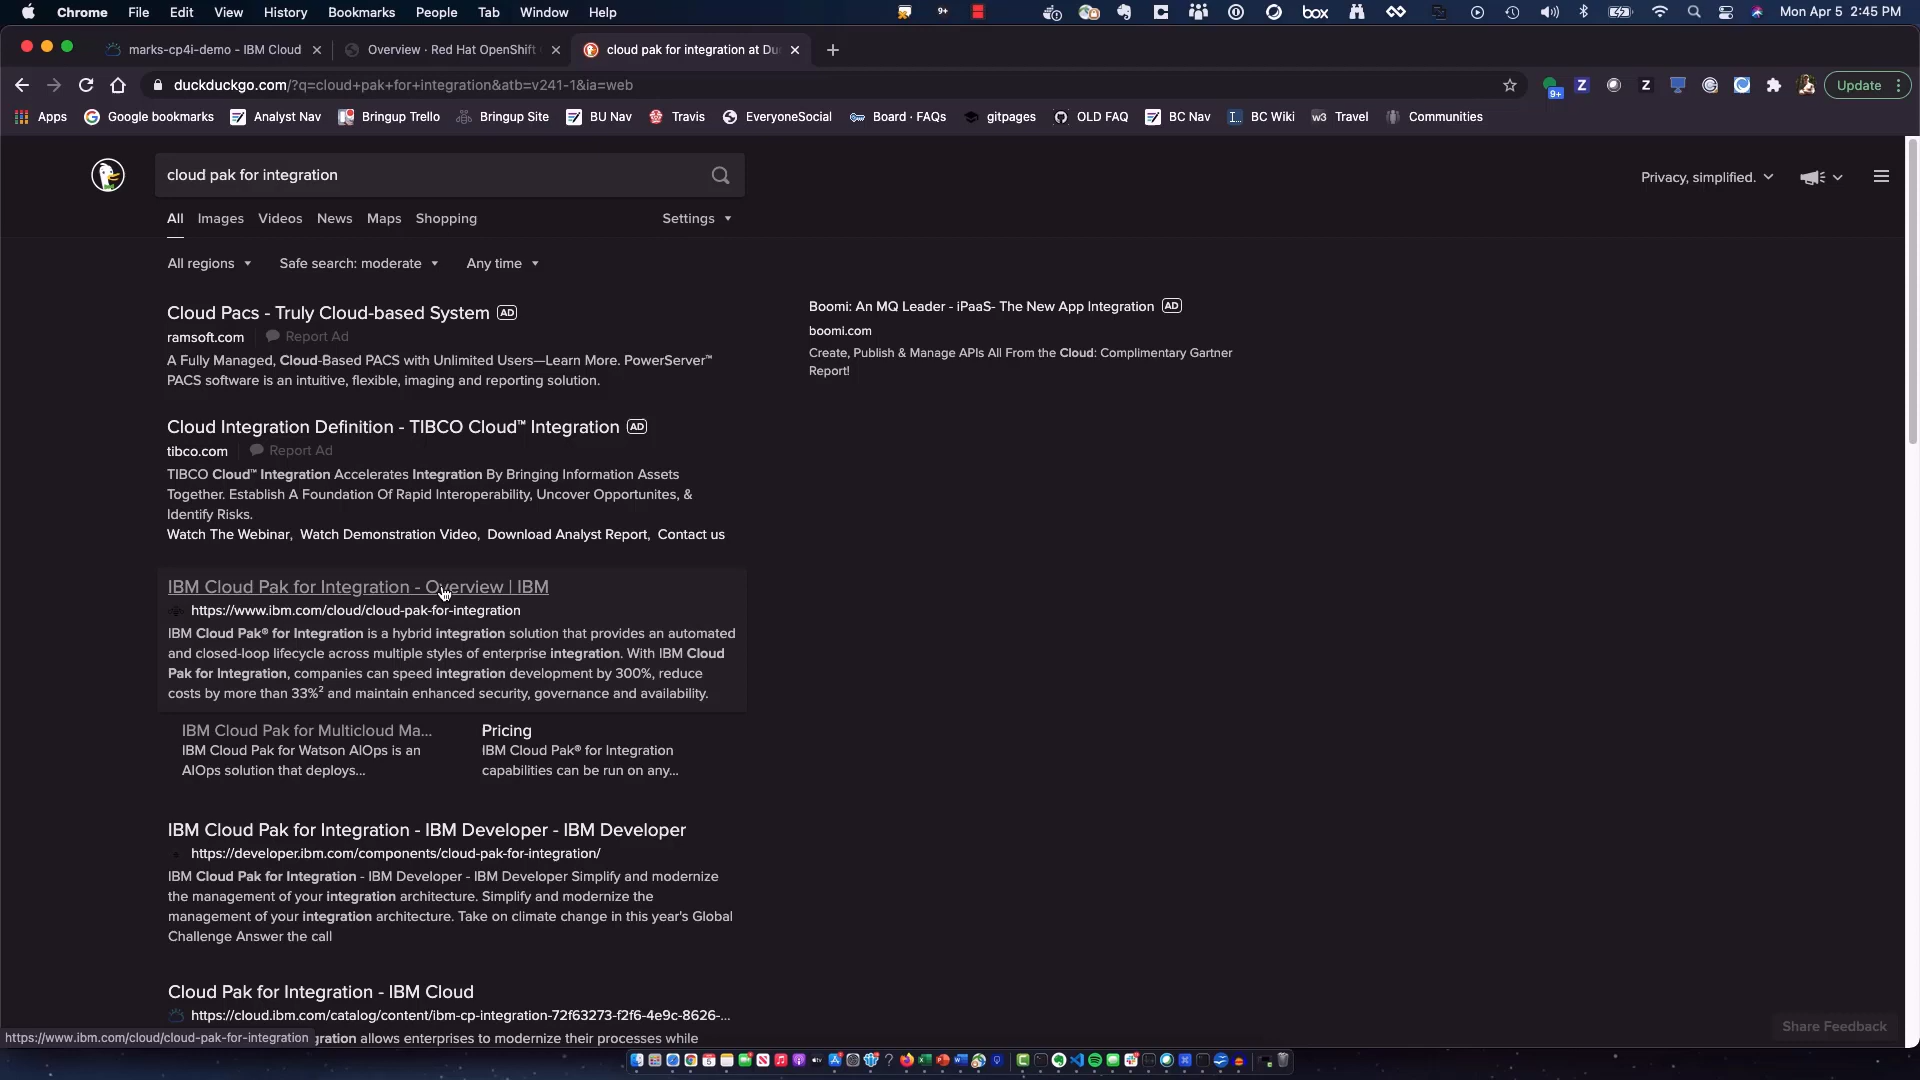 Chrome File Edit View History Bookmarks People Tab Window Help
9+
box
Mon Apr 5 2:45 PM
marks-cp4i-demo - IBM Cloud
Overview · Red Hat OpenShift
cloud pak for integration at Du
duckduckgo.com/?q=cloud+pak+for+integration&atb=v241-1&ia=web
9+
Z
Z
Update
Apps
Google bookmarks
Analyst Nav
Bringup Trello
Bringup Site
BU Nav
Travis
EveryoneSocial
Board · FAQs
gitpages
OLD FAQ
BC Nav
BC Wiki
w3 Travel
Communities
cloud pak for integration
Privacy, simplified.
All Images Videos News Maps Shopping
Settings
All regions
Safe search: moderate
Any time
Cloud Pacs - Truly Cloud-based System AD
ramsoft.com Report Ad
A Fully Managed, Cloud-Based PACS with Unlimited Users—Learn More. PowerServer™
PACS software is an intuitive, flexible, imaging and reporting solution.
Boomi: An MQ Leader - iPaaS- The New App Integration AD
boomi.com
Create, Publish & Manage APIs All From the Cloud: Complimentary Gartner
Report!
Cloud Integration Definition - TIBCO Cloud™ Integration AD
tibco.com Report Ad
TIBCO Cloud™ Integration Accelerates Integration By Bringing Information Assets
Together. Establish A Foundation Of Rapid Interoperability, Uncover Opportunites, &
Identify Risks.
Watch The Webinar, Watch Demonstration Video, Download Analyst Report, Contact us
IBM Cloud Pak for Integration - Overview | IBM
https://www.ibm.com/cloud/cloud-pak-for-integration
IBM Cloud Pak® for Integration is a hybrid integration solution that provides an automated
and closed-loop lifecycle across multiple styles of enterprise integration. With IBM Cloud
Pak for Integration, companies can speed integration development by 300%, reduce
costs by more than 33%² and maintain enhanced security, governance and availability.
IBM Cloud Pak for Multicloud Ma...
IBM Cloud Pak for Watson AIOps is an
AIOps solution that deploys...
Pricing
IBM Cloud Pak® for Integration
capabilities can be run on any...
IBM Cloud Pak for Integration - IBM Developer - IBM Developer
https://developer.ibm.com/components/cloud-pak-for-integration/
IBM Cloud Pak for Integration - IBM Developer - IBM Developer Simplify and modernize
the management of your integration architecture. Simplify and modernize the
management of your integration architecture. Take on climate change in this year's Global
Challenge Answer the call
Cloud Pak for Integration - IBM Cloud
https://cloud.ibm.com/catalog/content/ibm-cp-integration-72f63273-f2f6-4e9c-8626-...
gration allows enterprises to modernize their processes while
https://www.ibm.com/cloud/cloud-pak-for-integration
Share Feedback